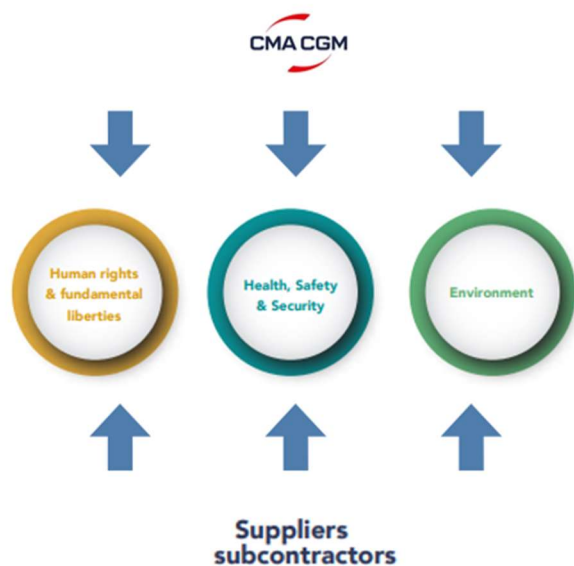 CMA CGM
Human rights
& fundamental
liberties
Health, Safety
& Security
Environment
Suppliers
subcontractors